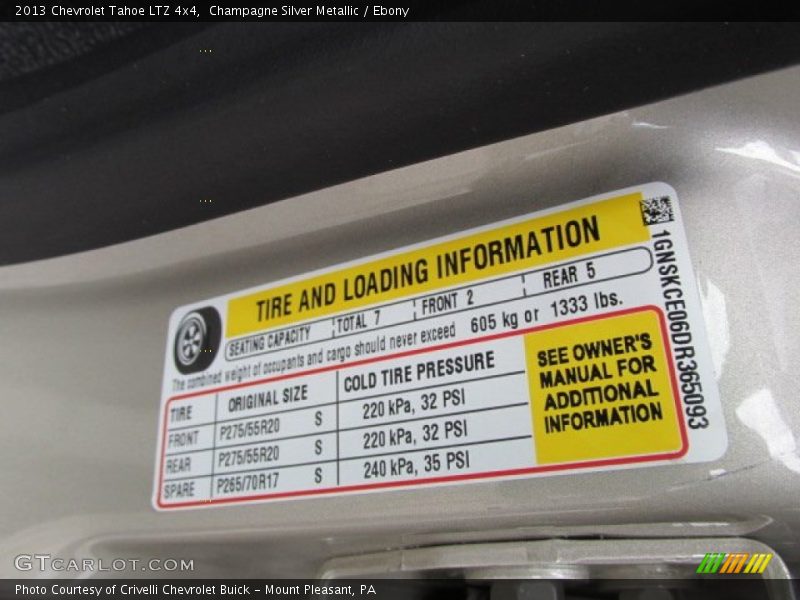 2013 Chevrolet Tahoe LTZ 4x4, Champagne Silver Metallic / Ebony
TIRE AND LOADING INFORMATION
SEATING CAPACITY TOTAL 7 FRONT 2 REAR 5
The combined weight of occupants and cargo should never exceed 605 kg or 1333 lbs.
TIRE ORIGINAL SIZE COLD TIRE PRESSURE
FRONT P275/55R20 S 220 kPa, 32 PSI
REAR P275/55R20 S 220 kPa, 32 PSI
SPARE P265/70R17 S 240 kPa, 35 PSI
SEE OWNER'S
MANUAL FOR
ADDITIONAL
INFORMATION
1GNSKCE06DR365093
GTCARLOT.COM
Photo Courtesy of Crivelli Chevrolet Buick - Mount Pleasant, PA